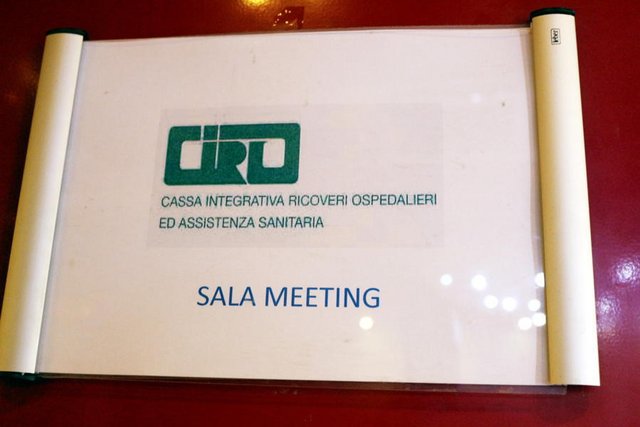 CIRO
CASSA INTEGRATIVA RICOVERI OSPEDALIERI
ED ASSISTENZA SANITARIA
SALA MEETING